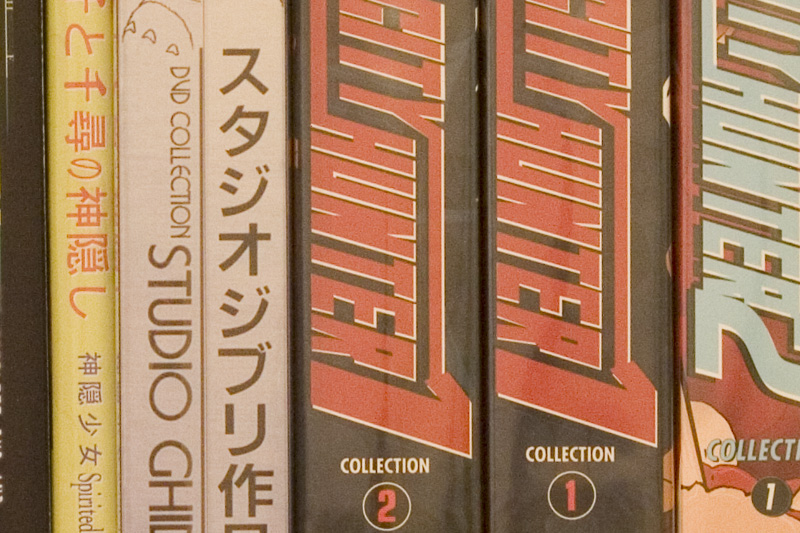 と千尋の神隠し
神隠少女 Spirited
DVD COLLECTION
STUDIO GHI
スタジオジブリ作
CITY HUNTER
COLLECTION
2
CITY HUNTER
COLLECTION
1
CITY HUNTER 2
COLLECTI
1